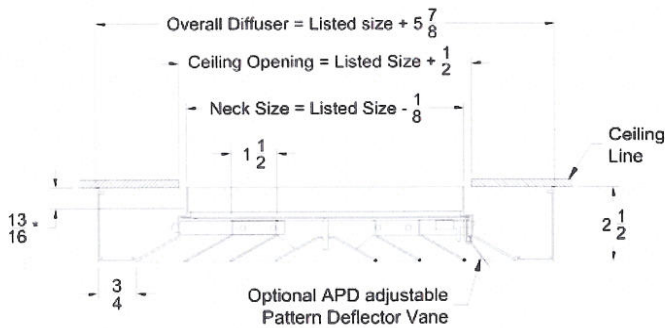 Overall Diffuser = Listed size + 5 7/8
Ceiling Opening = Listed Size + 1/2
Neck Size = Listed Size - 1/8
1 1/2
Ceiling
Line
13/16
2 1/2
3/4
Optional APD adjustable
Pattern Deflector Vane